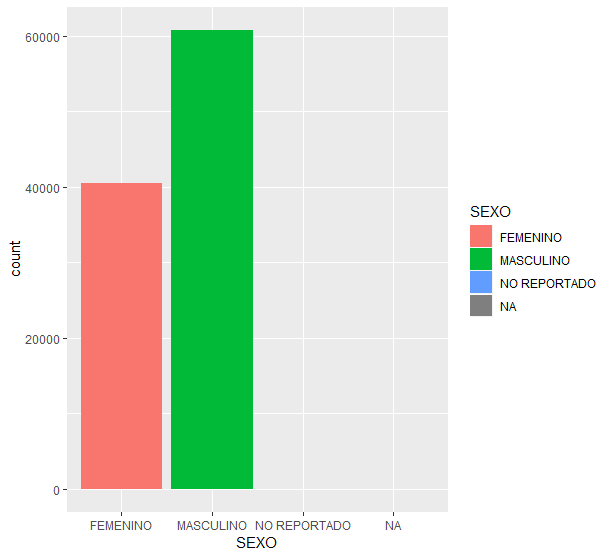 60000
40000
20000
0
count
FEMENINO MASCULINO NO REPORTADO NA
SEXO
SEXO
FEMENINO
MASCULINO
NO REPORTADO
NA